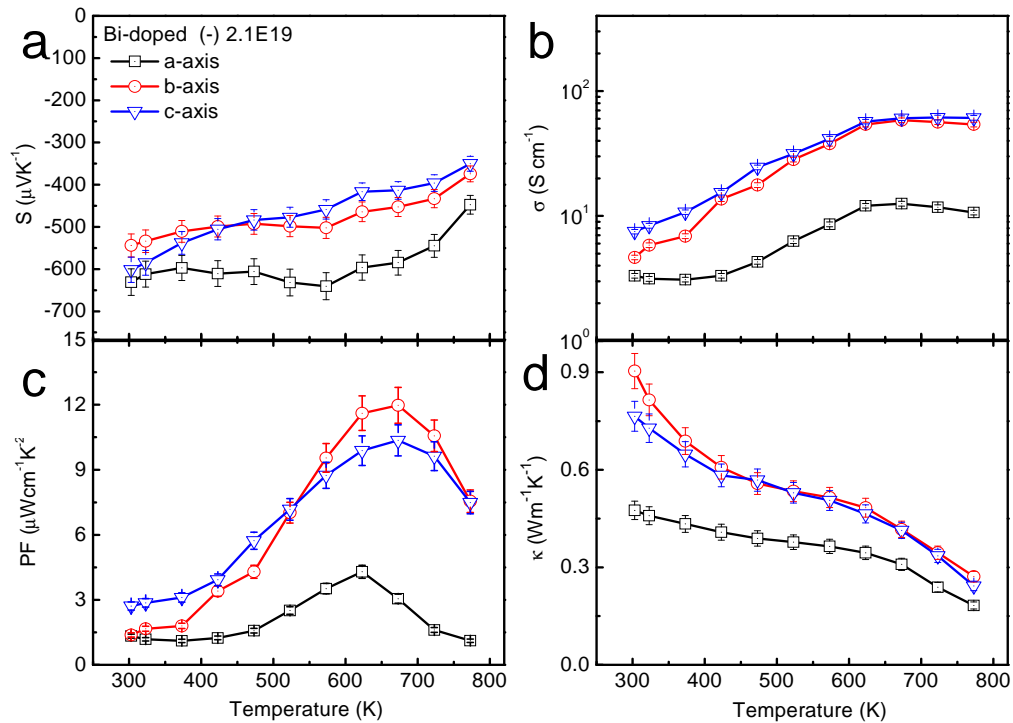 a
Bi-doped (-) 2.1E19
a-axis
b-axis
c-axis
0
-100
-200
-300
-400
-500
-600
-700
S (μVK⁻¹)
b
10²
10¹
10⁰
σ (S cm⁻¹)
c
15
12
9
6
3
0
PF (μWcm⁻¹K⁻²)
300 400 500 600 700 800
Temperature (K)
d
0.9
0.6
0.3
0.0
κ (Wm⁻¹K⁻¹)
300 400 500 600 700 800
Temperature (K)